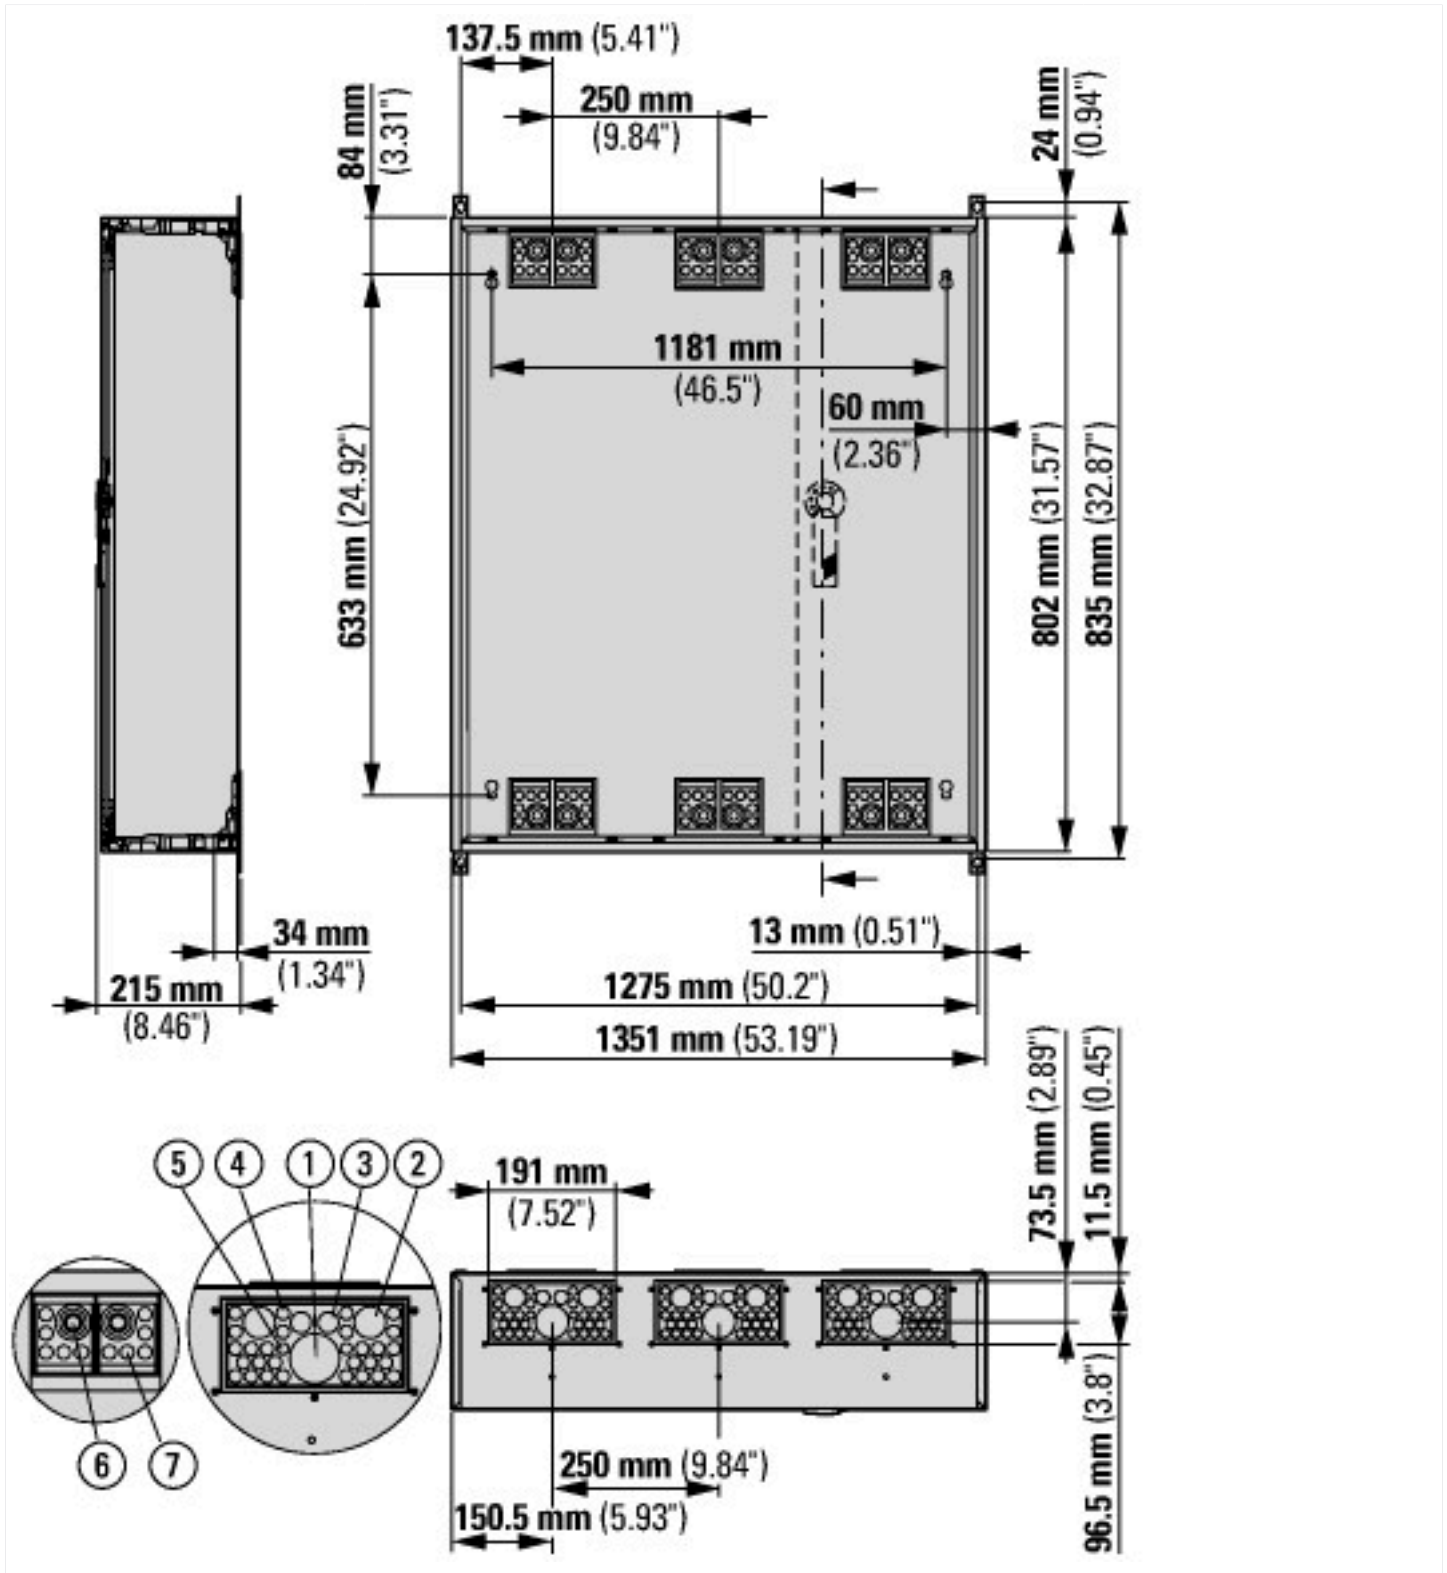 137.5 mm (5.41")
250 mm
(9.84")
84 mm
(3.31")
24 mm
(0.94")
1181 mm
(46.5")
60 mm
(2.36")
633 mm (24.92")
802 mm (31.57")
835 mm (32.87")
34 mm
(1.34")
215 mm
(8.46")
13 mm (0.51")
1275 mm (50.2")
1351 mm (53.19")
73.5 mm (2.89")
11.5 mm (0.45")
5 4 1 3 2
191 mm
(7.52")
6 7
250 mm (9.84")
150.5 mm (5.93")
96.5 mm (3.8")